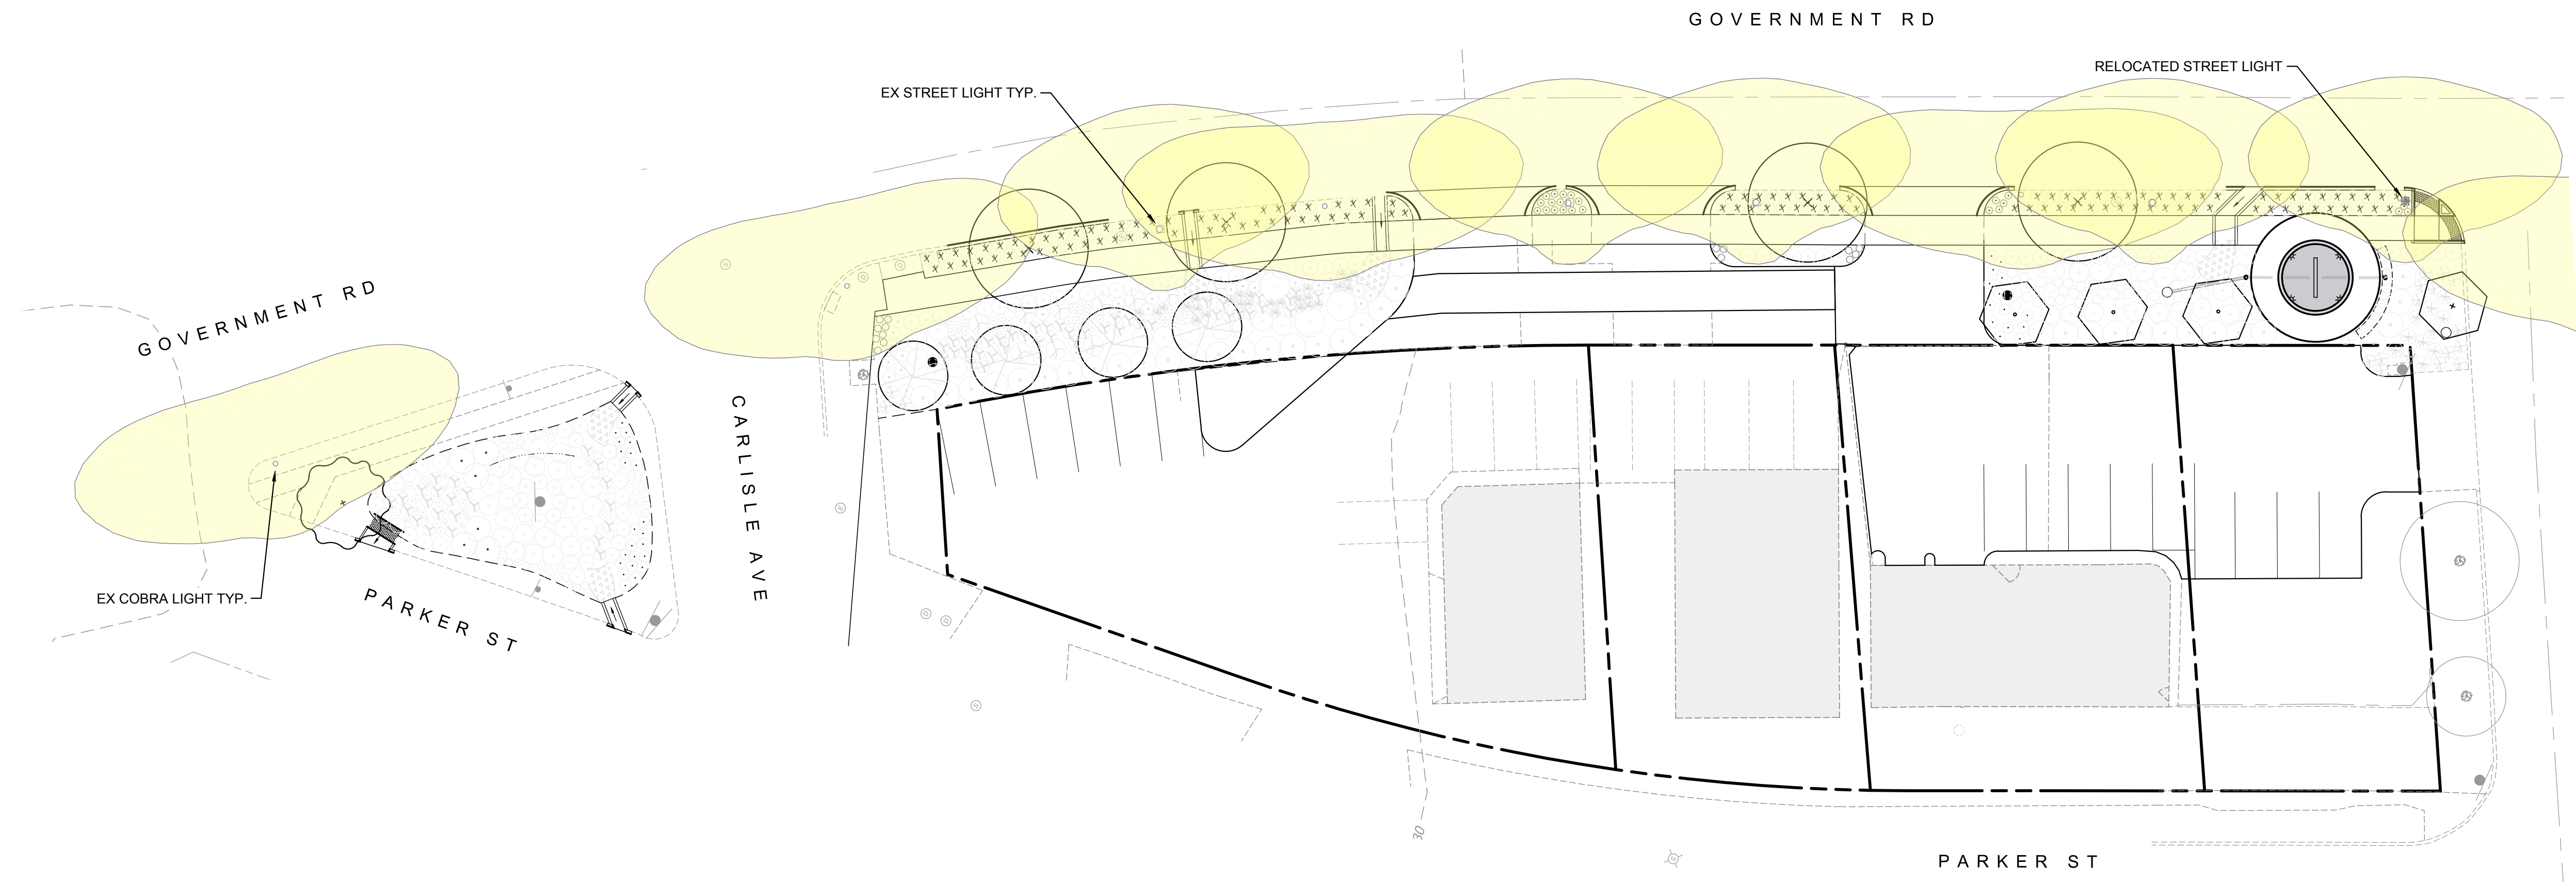 GOVERNMENT RD
RELOCATED STREET LIGHT
EX STREET LIGHT TYP.
GOVERNMENT RD
CARLISLE AVE
EX COBRA LIGHT TYP.
PARKER ST
30
PARKER ST